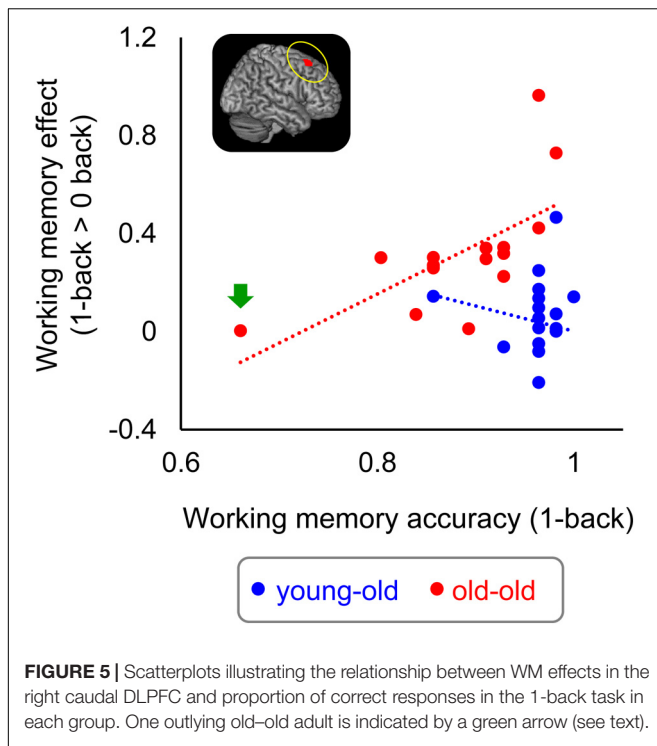 1.2
0.8
0.4
0
-0.4
Working memory effect
(1-back > 0 back)
0.6
0.8
1
Working memory accuracy (1-back)
young-old
old-old
FIGURE 5 | Scatterplots illustrating the relationship between WM effects in the
right caudal DLPFC and proportion of correct responses in the 1-back task in
each group. One outlying old–old adult is indicated by a green arrow (see text).